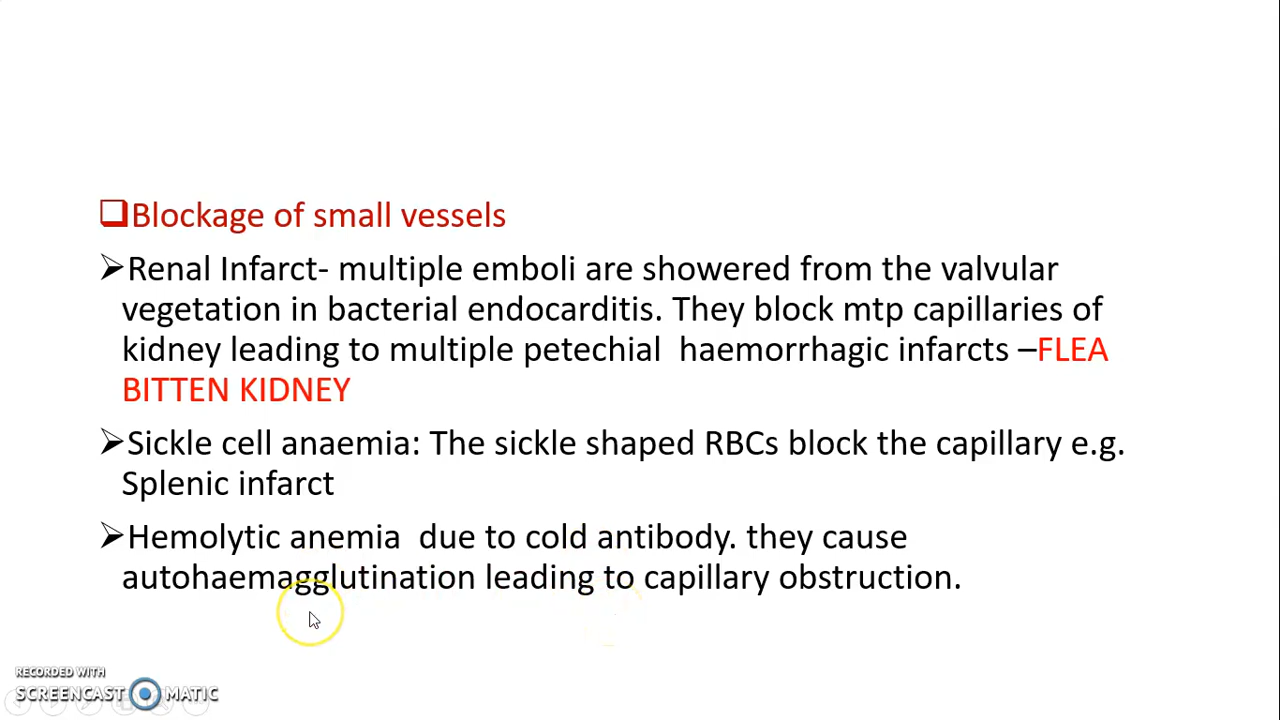 Blockage of small vessels
Renal Infarct- multiple emboli are showered from the valvular
vegetation in bacterial endocarditis. They block mtp capillaries of
kidney leading to multiple petechial haemorrhagic infarcts –FLEA
BITTEN KIDNEY
Sickle cell anaemia: The sickle shaped RBCs block the capillary e.g.
Splenic infarct
Hemolytic anemia due to cold antibody. they cause
autohaemagglutination leading to capillary obstruction.
RECORDED WITH
SCREENCAST MATIC